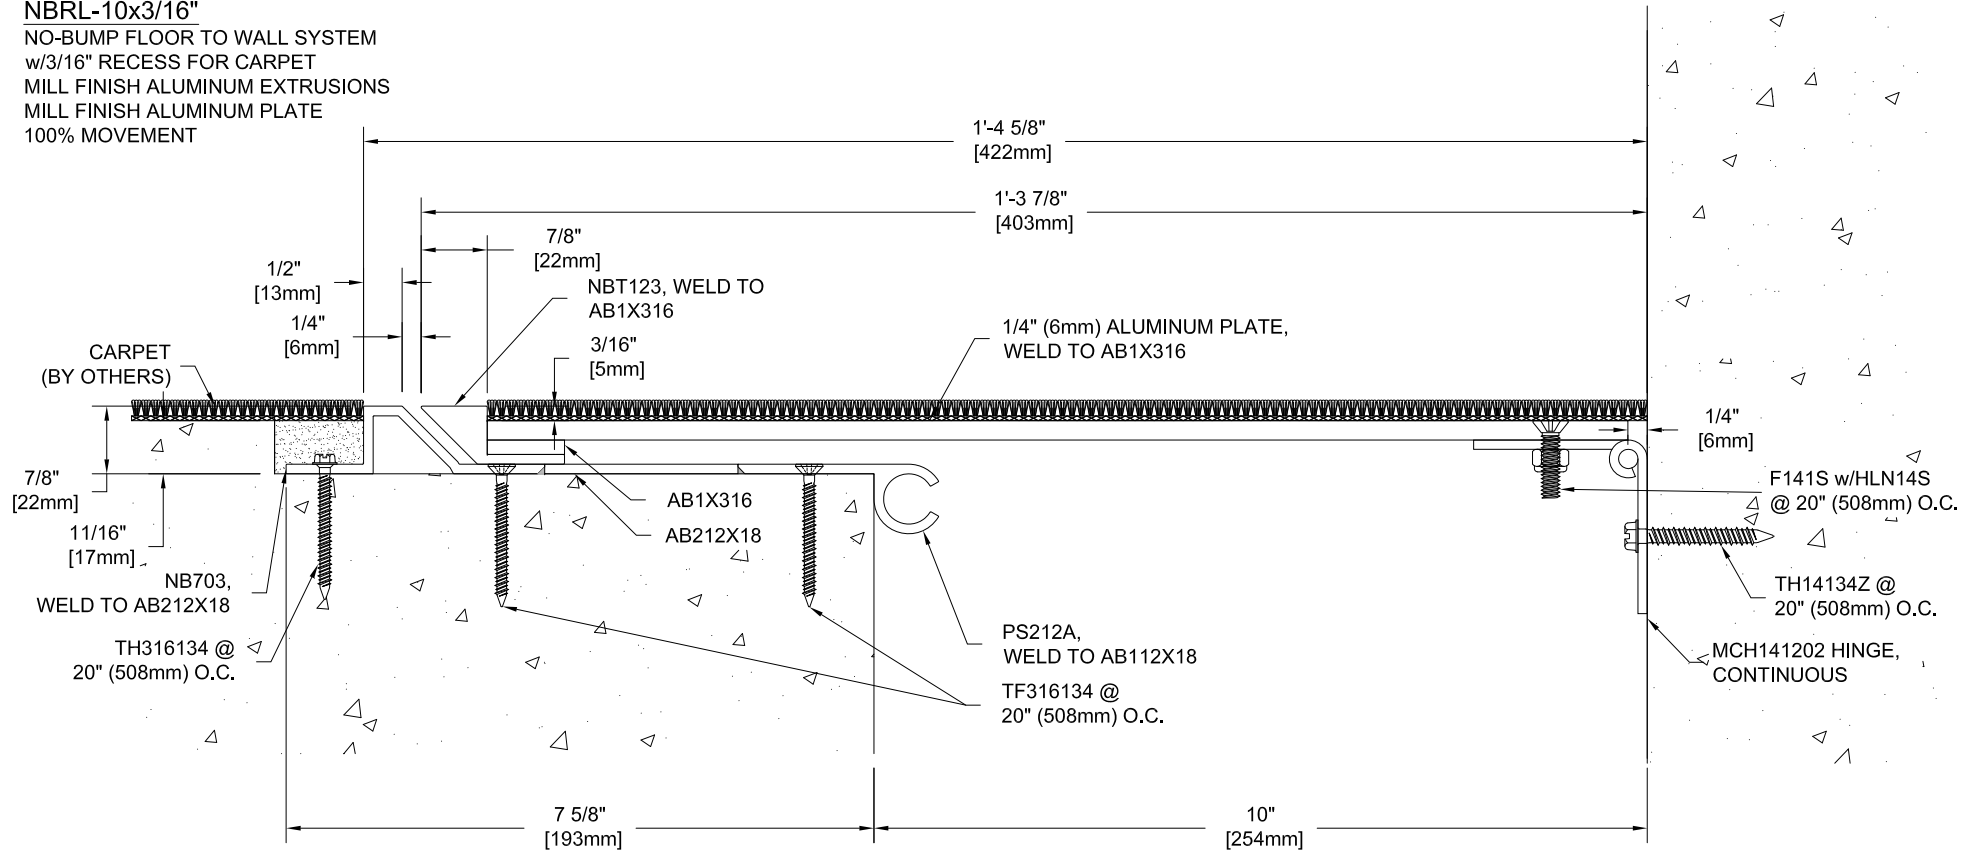 NBRL-10x3/16"
NO-BUMP FLOOR TO WALL SYSTEM
w/3/16" RECESS FOR CARPET
MILL FINISH ALUMINUM EXTRUSIONS
MILL FINISH ALUMINUM PLATE
100% MOVEMENT
1'-4 5/8"
[422mm]
1'-3 7/8"
[403mm]
7/8"
[22mm]
1/2"
[13mm]
NBT123, WELD TO
AB1X316
1/4"
[6mm]
1/4" (6mm) ALUMINUM PLATE,
WELD TO AB1X316
3/16"
[5mm]
CARPET
(BY OTHERS)
1/4"
[6mm]
7/8"
[22mm]
11/16"
[17mm]
AB1X316
AB212X18
F141S w/HLN14S
@ 20" (508mm) O.C.
NB703,
WELD TO AB212X18
TH14134Z @
20" (508mm) O.C.
TH316134 @
20" (508mm) O.C.
PS212A,
WELD TO AB112X18
MCH141202 HINGE,
CONTINUOUS
TF316134 @
20" (508mm) O.C.
7 5/8"
[193mm]
10"
[254mm]